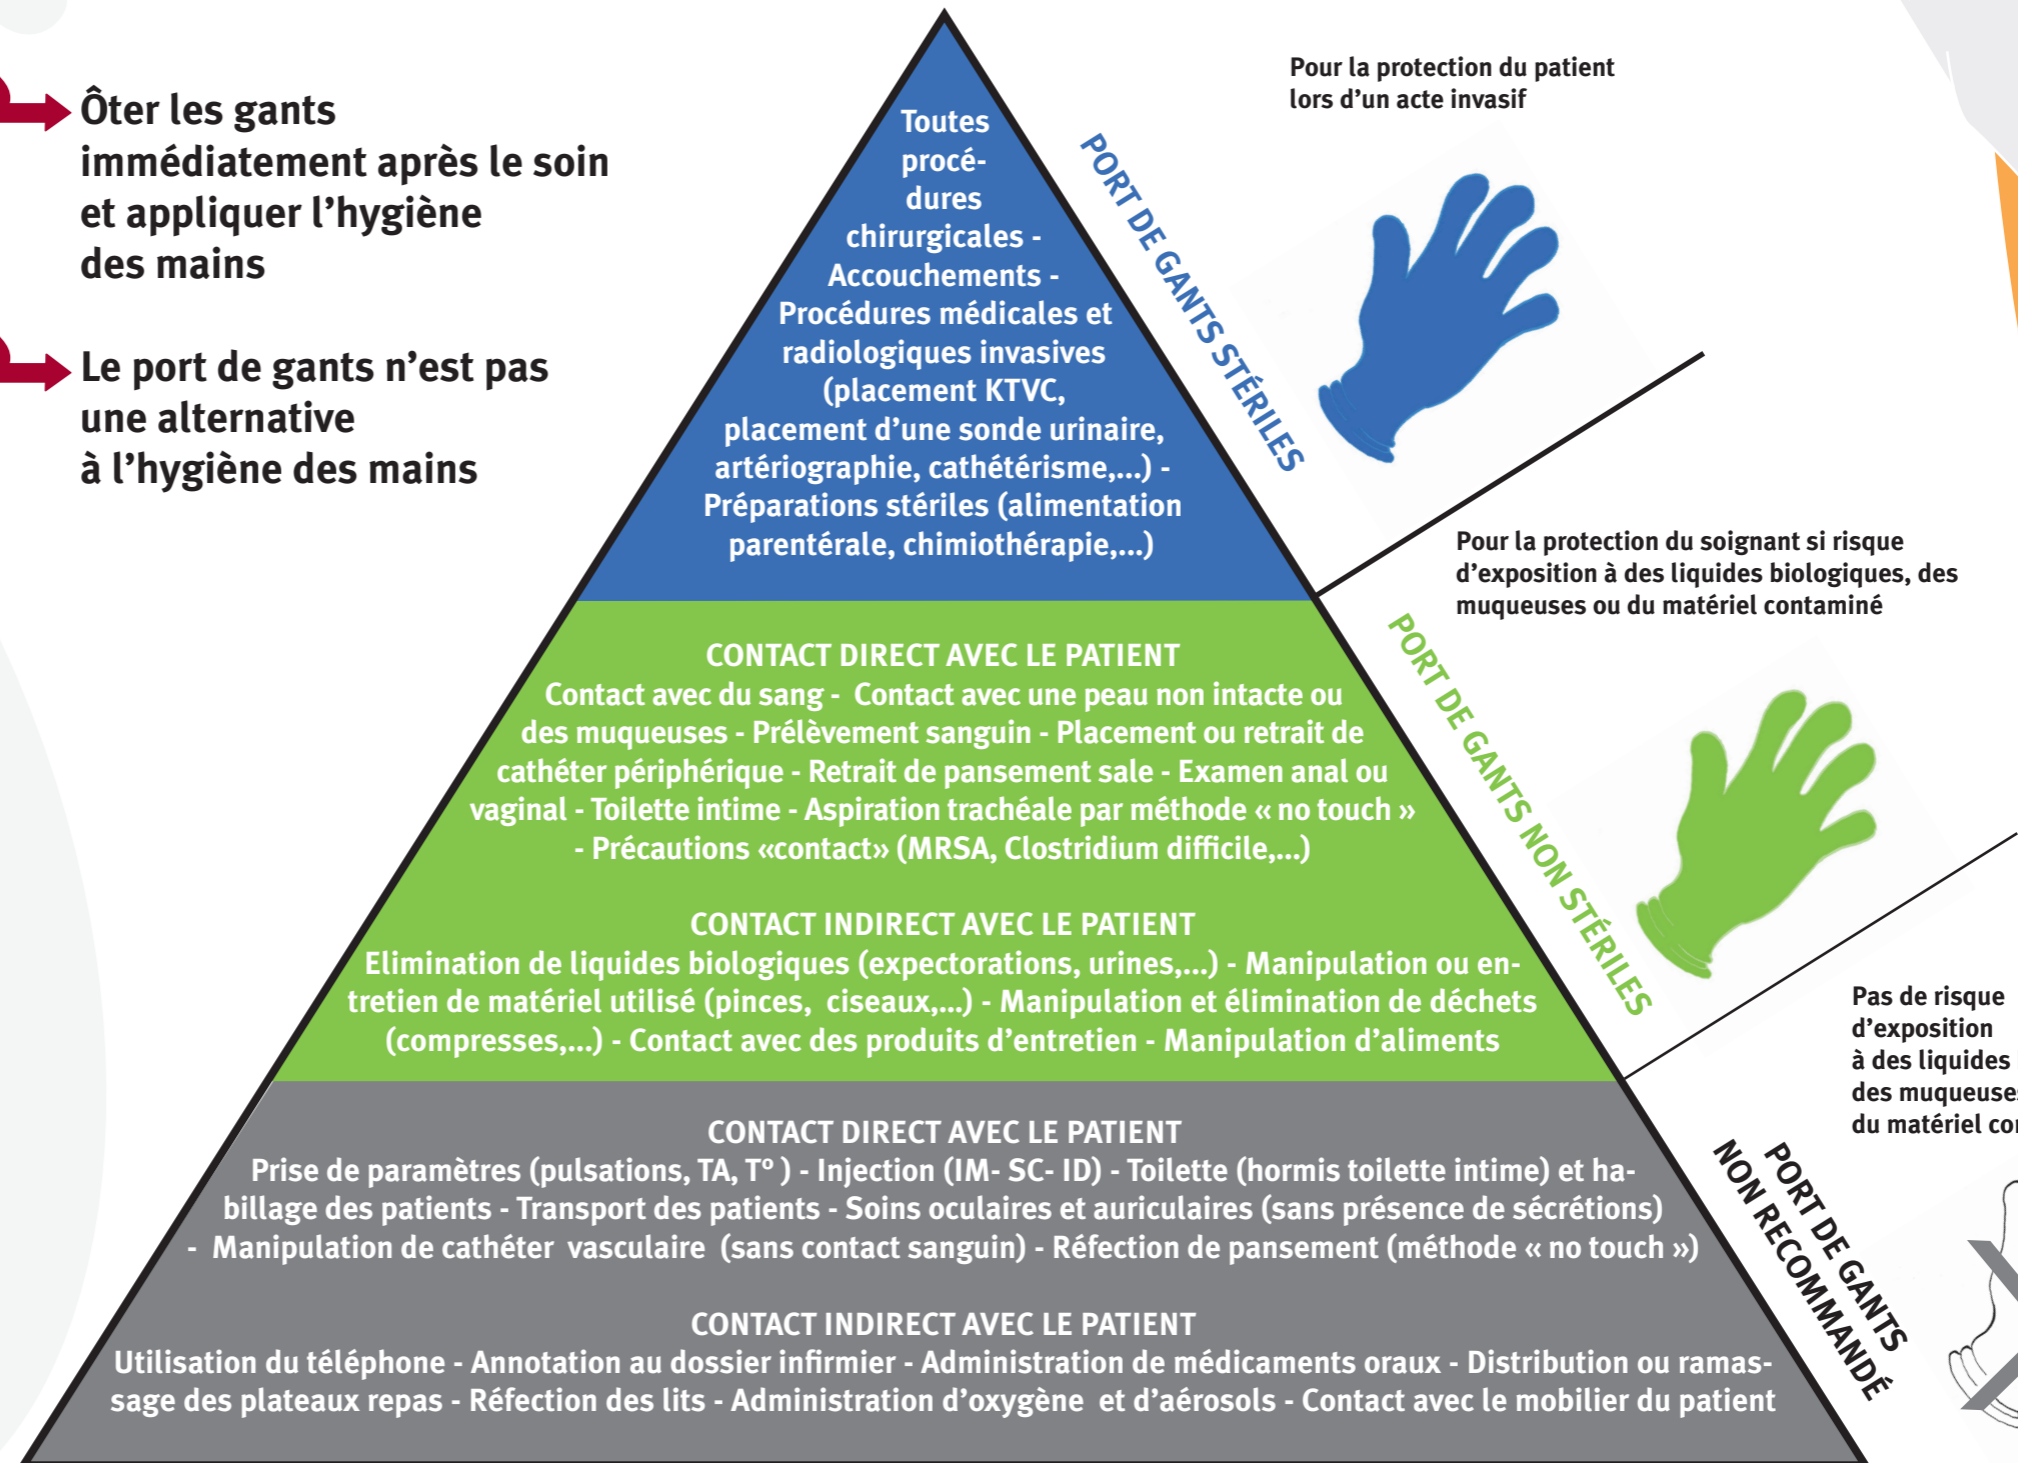 Ôter les gants
immédiatement après le soin
et appliquer l’hygiène
des mains
Le port de gants n’est pas
une alternative
à l’hygiène des mains
Toutes
procé-
dures
chirurgicales -
Accouchements -
Procédures médicales et
radiologiques invasives
(placement KTVC,
placement d’une sonde urinaire,
artériographie, cathétérisme,...) -
Préparations stériles (alimentation
parentérale, chimiothérapie,...)
PORT DE GANTS STÉRILES
Pour la protection du patient
lors d’un acte invasif
CONTACT DIRECT AVEC LE PATIENT
Contact avec du sang - Contact avec une peau non intacte ou
des muqueuses - Prélèvement sanguin - Placement ou retrait de
cathéter périphérique - Retrait de pansement sale - Examen anal ou
vaginal - Toilette intime - Aspiration trachéale par méthode « no touch »
- Précautions «contact» (MRSA, Clostridium difficile,...)
CONTACT INDIRECT AVEC LE PATIENT
Elimination de liquides biologiques (expectorations, urines,...) - Manipulation ou en-
tretien de matériel utilisé (pinces, ciseaux,...) - Manipulation et élimination de déchets
(compresses,...) - Contact avec des produits d’entretien - Manipulation d’aliments
PORT DE GANTS NON STÉRILES
Pour la protection du soignant si risque
d’exposition à des liquides biologiques, des
muqueuses ou du matériel contaminé
CONTACT DIRECT AVEC LE PATIENT
Prise de paramètres (pulsations, TA, T° ) - Injection (IM- SC- ID) - Toilette (hormis toilette intime) et ha-
billage des patients - Transport des patients - Soins oculaires et auriculaires (sans présence de sécrétions)
- Manipulation de cathéter vasculaire (sans contact sanguin) - Réfection de pansement (méthode « no touch »)
CONTACT INDIRECT AVEC LE PATIENT
Utilisation du téléphone - Annotation au dossier infirmier - Administration de médicaments oraux - Distribution ou ramas-
sage des plateaux repas - Réfection des lits - Administration d’oxygène et d’aérosols - Contact avec le mobilier du patient
PORT DE GANTS
NON RECOMMANDÉ
Pas de risque
d’exposition
à des liquides
des muqueuses
du matériel